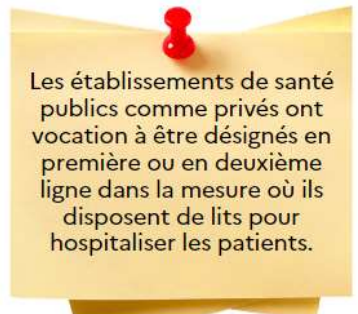 Les établissements de santé
publics comme privés ont
vocation à être désignés en
première ou en deuxième
ligne dans la mesure où ils
disposent de lits pour
hospitaliser les patients.